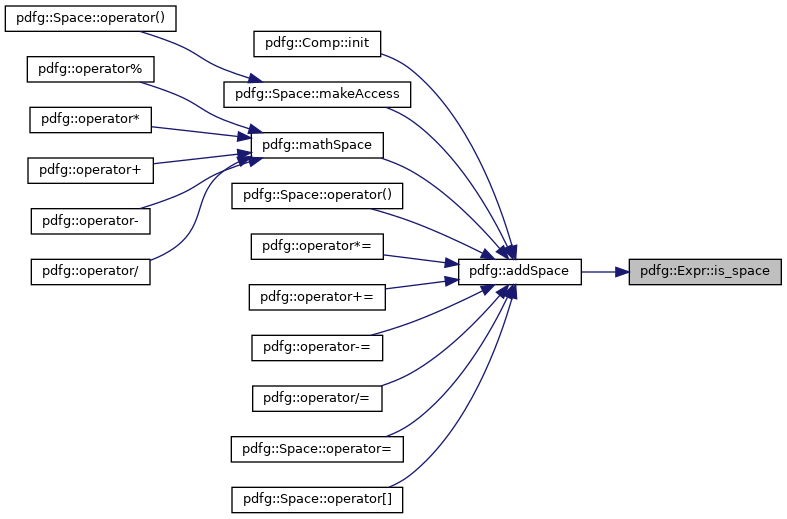 pdfg::Space::operator()
pdfg::operator%
pdfg::operator*
pdfg::operator+
pdfg::operator-
pdfg::operator/
pdfg::Comp::init
pdfg::Space::makeAccess
pdfg::mathSpace
pdfg::Space::operator()
pdfg::operator*=
pdfg::operator+=
pdfg::operator-=
pdfg::operator/=
pdfg::Space::operator=
pdfg::Space::operator[]
pdfg::addSpace
pdfg::Expr::is_space